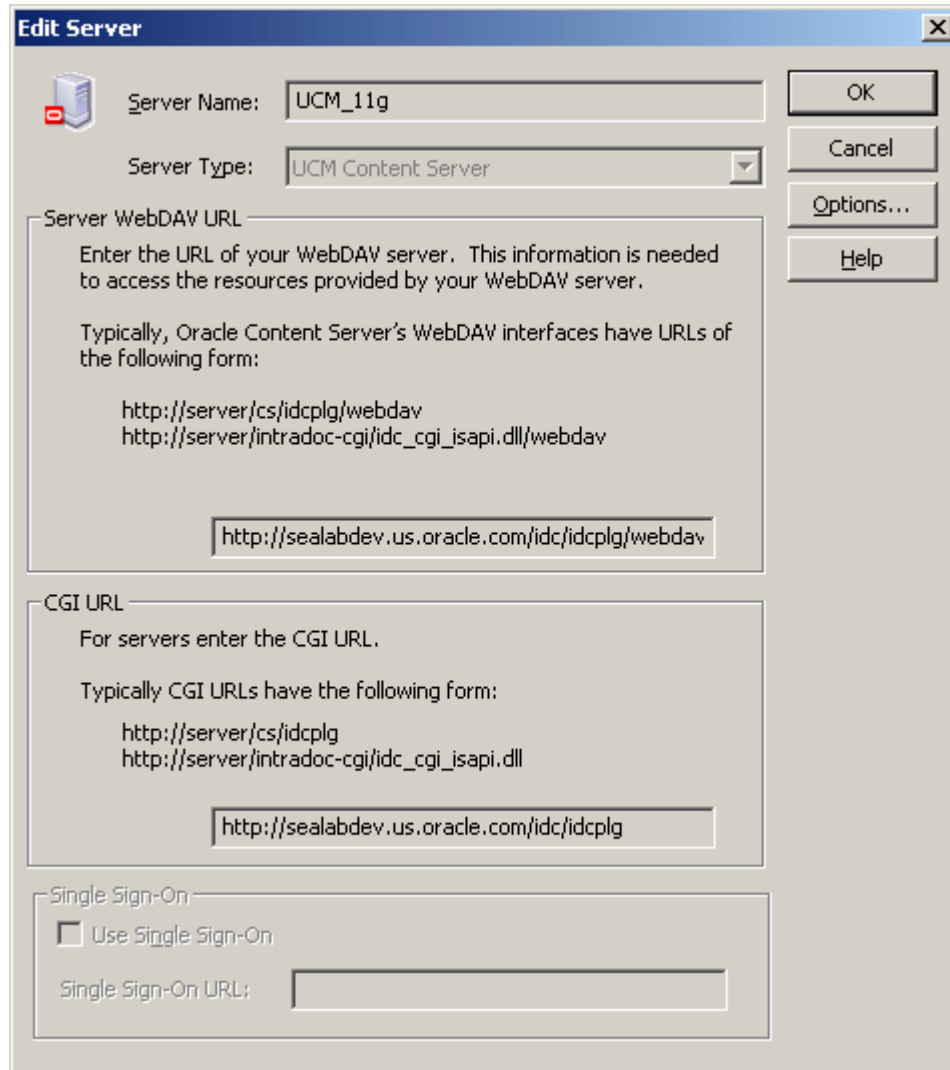 Edit Server
Server Name:
UCM_11g
OK
Server Type:
UCM Content Server
Cancel
Options...
Help
Server WebDAV URL
Enter the URL of your WebDAV server.  This information is needed
to access the resources provided by your WebDAV server.
Typically, Oracle Content Server's WebDAV interfaces have URLs of
the following form:
http://server/cs/idcplg/webdav
http://server/intradoc-cgi/idc_cgi_isapi.dll/webdav
http://sealabdev.us.oracle.com/idc/idcplg/webdav
CGI URL
For servers enter the CGI URL.
Typically CGI URLs have the following form:
http://server/cs/idcplg
http://server/intradoc-cgi/idc_cgi_isapi.dll
http://sealabdev.us.oracle.com/idc/idcplg
Single Sign-On
Use Single Sign-On
Single Sign-On URL: